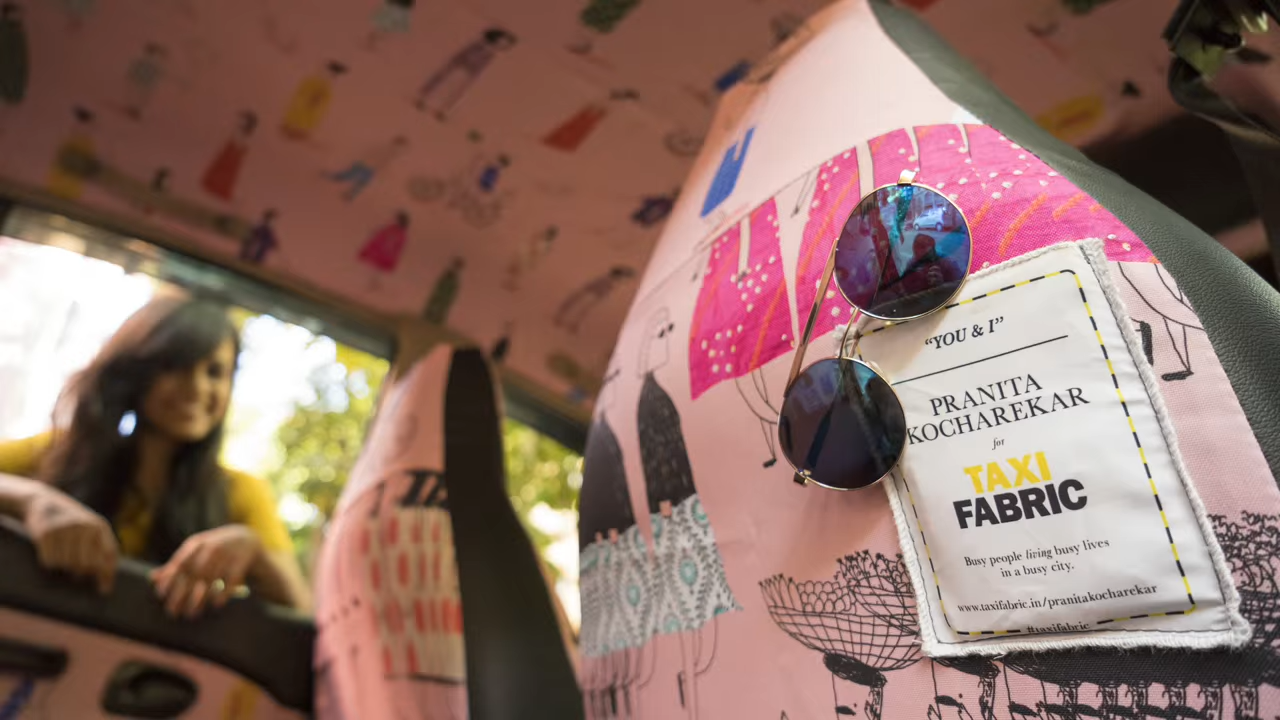 “YOU & I”
PRANITA
KOCHAREKAR
for
TAXI
FABRIC
Busy people living busy lives
in a busy city.
www.taxifabric.in/pranitakocharekar
#taxifabric